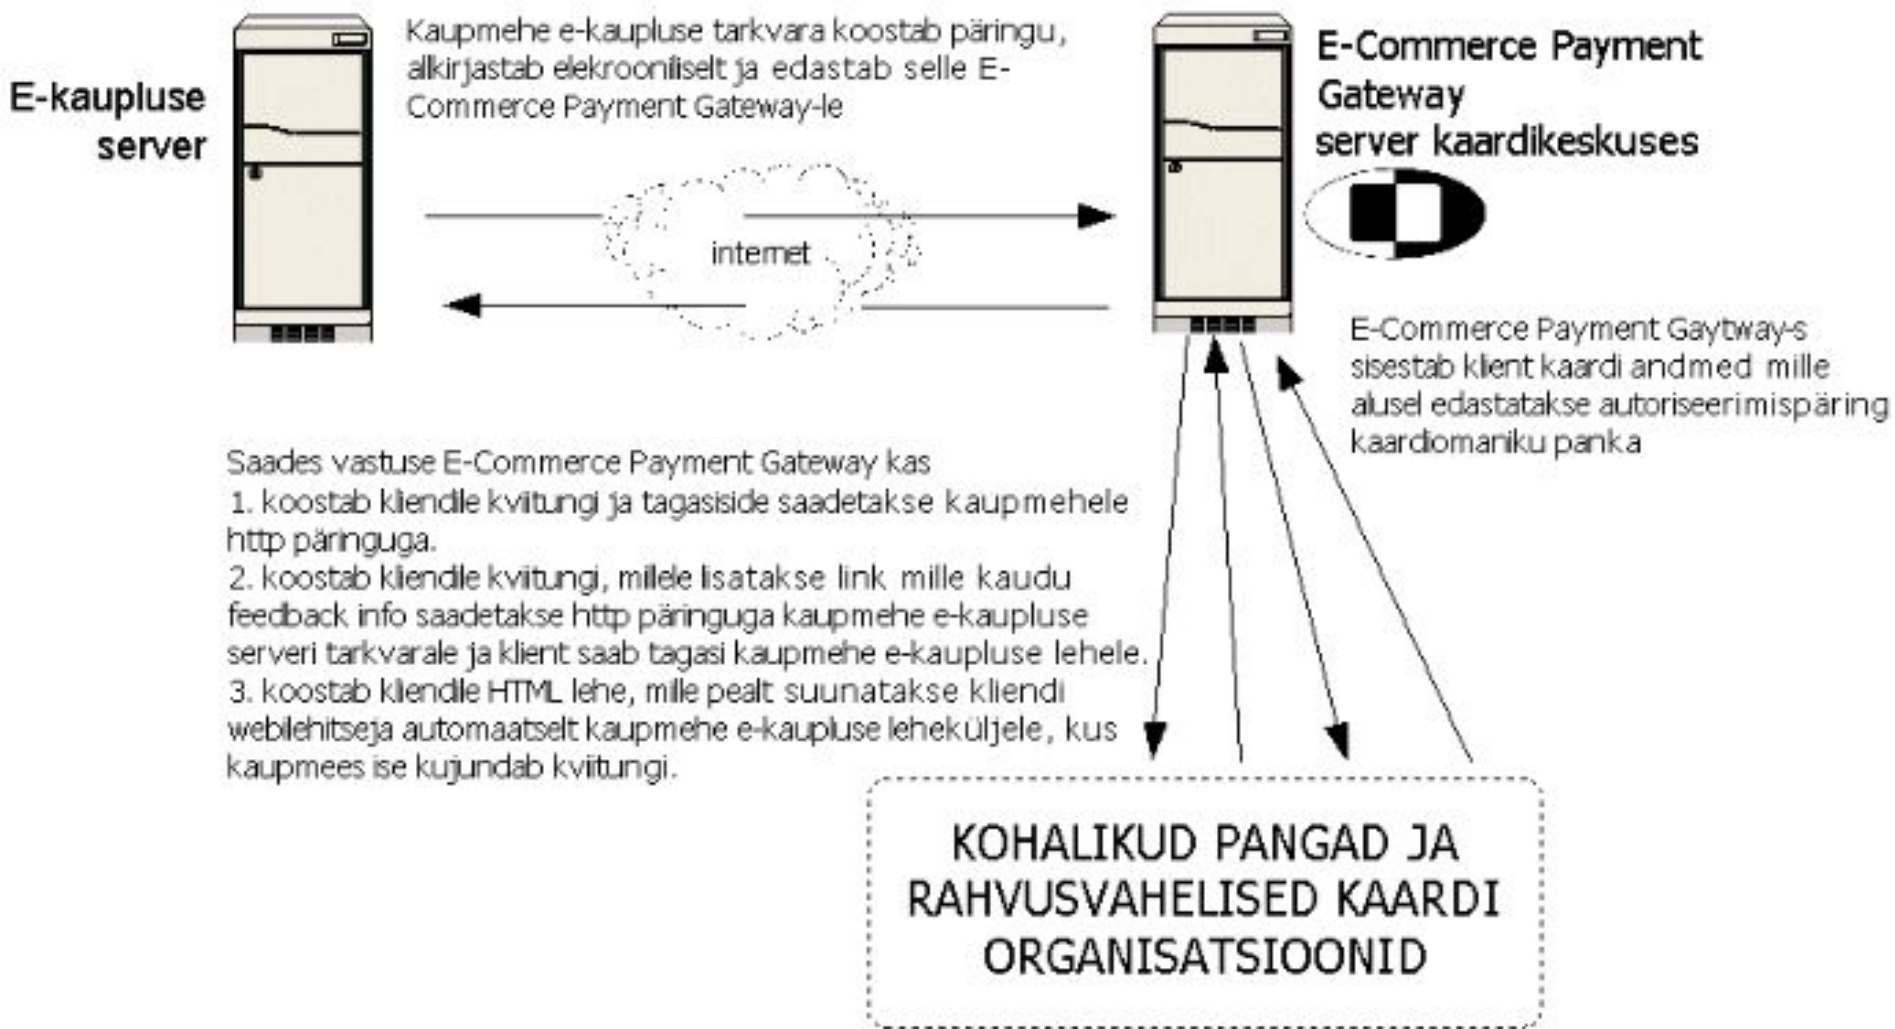 E-kaupluse
server
Kaupmehe e-kaupluse tarkvara koostab päringu,
alkirjastab elekrooniliselt ja edastab selle E-
Commerce Payment Gateway-le
E-Commerce Payment
Gateway
server kaardikeskuses
internet
E-Commerce Payment Gaytway-s
sisestab klient kaardi andmed mille
alusel edastatakse autoriseerimispäring
kaardiomaniku panka
Saades vastuse E-Commerce Payment Gateway kas
1. koostab kliendile kviitungi ja tagasiside saadetakse kaupmehele
http päringuga.
2. koostab kliendile kviitungi, millele lisatakse link mille kaudu
feedback info saadetakse http päringuga kaupmehe e-kaupluse
serveri tarkvarale ja klient saab tagasi kaupmehe e-kaupluse lehele.
3. koostab kliendile HTML lehe, mille pealt suunatakse kliendi
webilehitseja automaatselt kaupmehe e-kaupluse leheküljele, kus
kaupmees ise kujundab kviitungi.
KOHALIKUD PANGAD JA
RAHVUSVAHELISED KAARDI
ORGANISATSIOONID